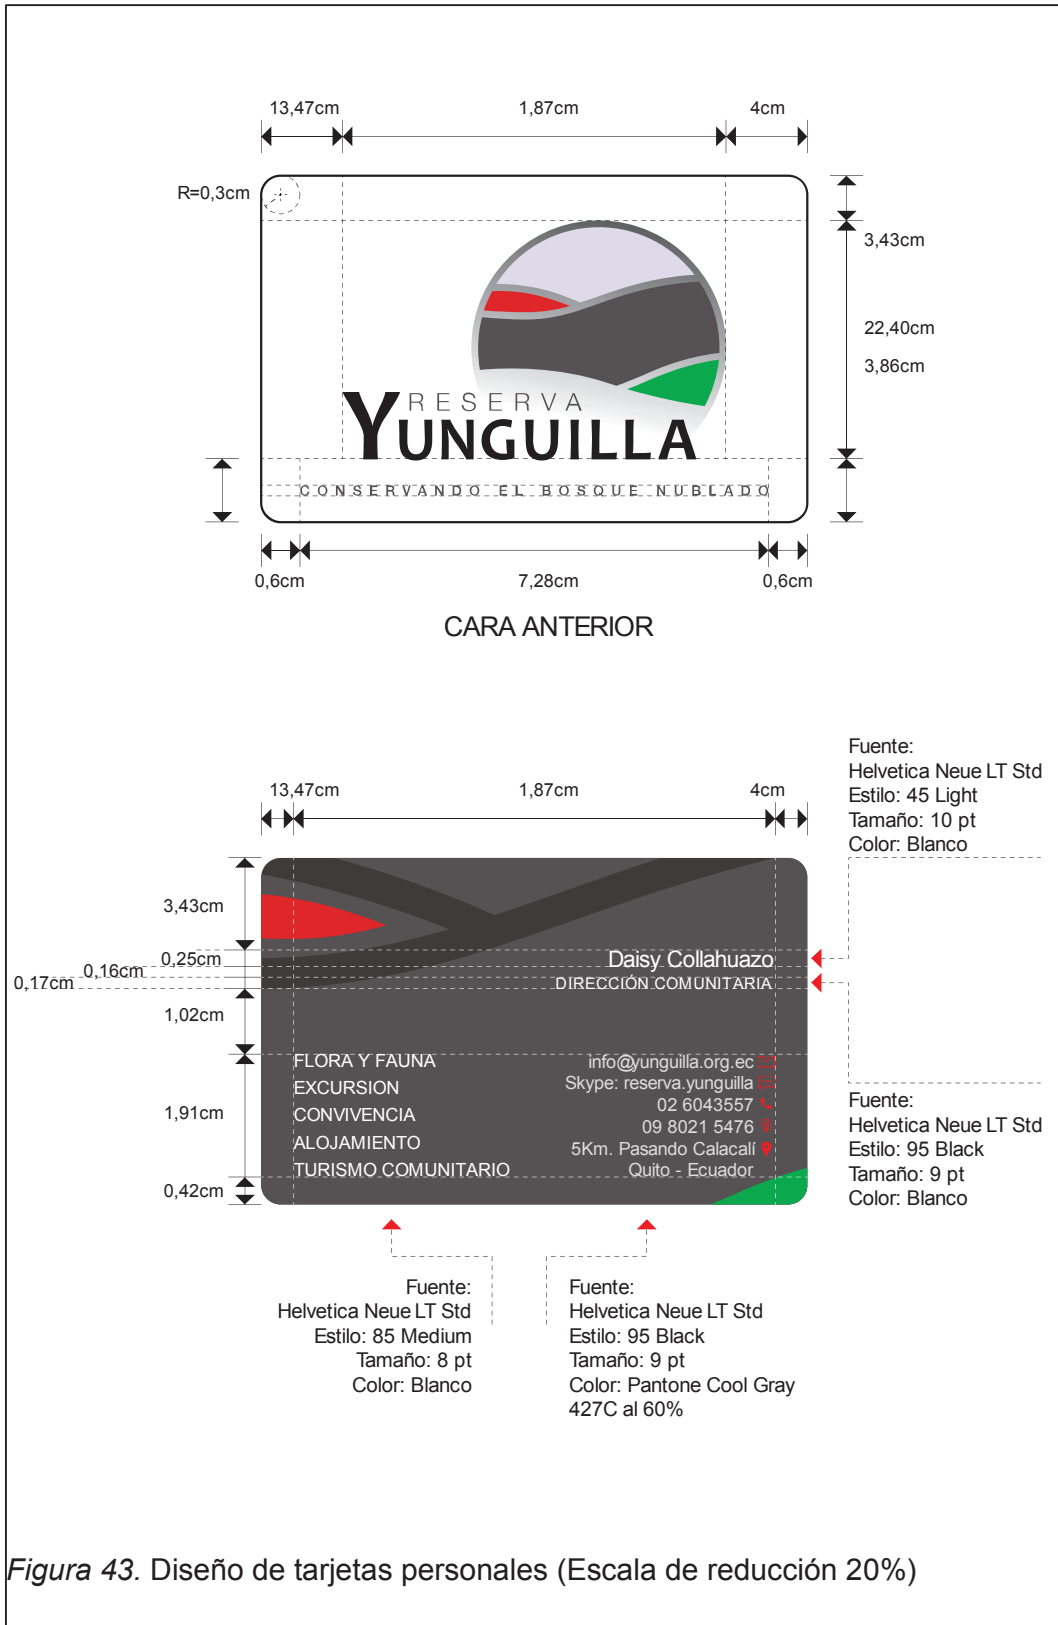 13,47cm 1,87cm 4cm
R=0,3cm
3,43cm
22,40cm
3,86cm
RESERVA
YUNGUILLA
CONSERVANDO EL BOSQUE NUBLADO
0,6cm 7,28cm 0,6cm
CARA ANTERIOR
Fuente:
Helvetica Neue LT Std
Estilo: 45 Light
Tamaño: 10 pt
Color: Blanco
13,47cm 1,87cm 4cm
3,43cm
0,25cm
0,16cm
0,17cm
1,02cm
1,91cm
0,42cm
Daisy Collahuazo
DIRECCIÓN COMUNITARIA
FLORA Y FAUNA
EXCURSION
CONVIVENCIA
ALOJAMIENTO
TURISMO COMUNITARIO
info@yunguilla.org.ec
Skype: reserva.yunguilla
02 6043557
09 8021 5476
5Km. Pasando Calacalí
Quito - Ecuador
Fuente:
Helvetica Neue LT Std
Estilo: 95 Black
Tamaño: 9 pt
Color: Blanco
Fuente:
Helvetica Neue LT Std
Estilo: 85 Medium
Tamaño: 8 pt
Color: Blanco
Fuente:
Helvetica Neue LT Std
Estilo: 95 Black
Tamaño: 9 pt
Color: Pantone Cool Gray
427C al 60%
Figura 43. Diseño de tarjetas personales (Escala de reducción 20%)